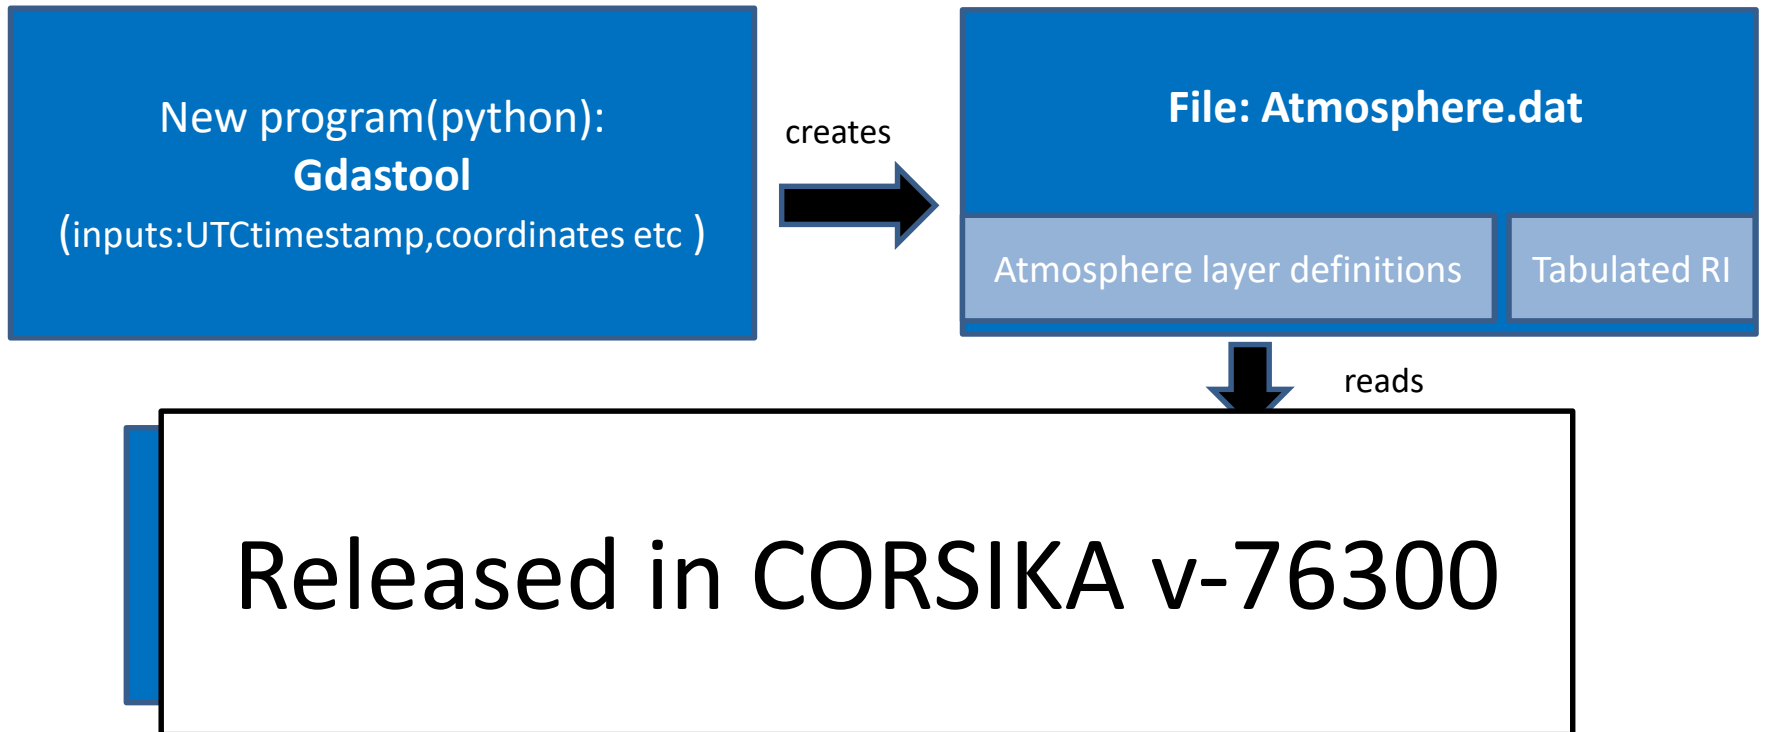 New program(python):
Gdastool
(inputs:UTCtimestamp,coordinates etc )
creates
File: Atmosphere.dat
Atmosphere layer definitions
Tabulated RI
reads
Released in CORSIKA v-76300